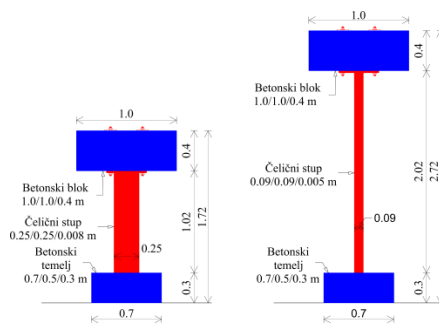 1.0
Betonski blok
1.0/1.0/0.4 m
0.4
Čelični stup
0.25/0.25/0.008 m
0.25
1.02
1.72
Betonski
temelj
0.7/0.5/0.3 m
0.3
0.7
1.0
0.4
Betonski blok
1.0/1.0/0.4 m
Čelični stup
0.09/0.09/0.005 m
0.09
2.02
2.72
Betonski
temelj
0.7/0.5/0.3 m
0.3
0.7